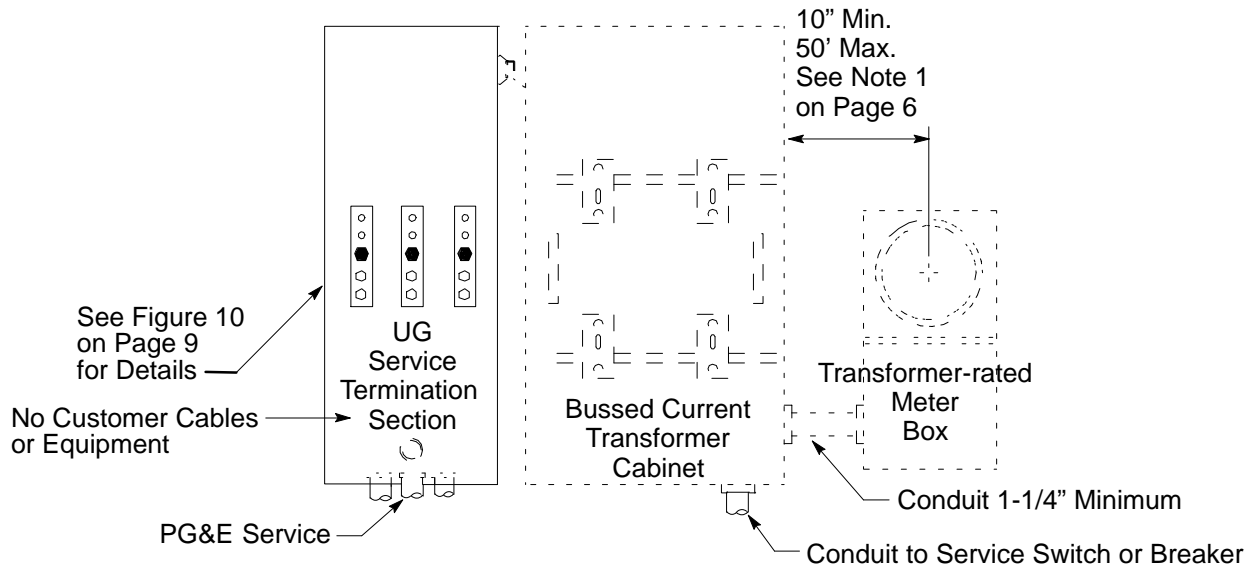 10” Min.
50’ Max.
See Note 1
on Page 6
See Figure 10
on Page 9
for Details
No Customer Cables
or Equipment
UG
Service
Termination
Section
PG&E Service
Bussed Current
Transformer
Cabinet
Transformer-rated
Meter
Box
Conduit 1-1/4” Minimum
Conduit to Service Switch or Breaker